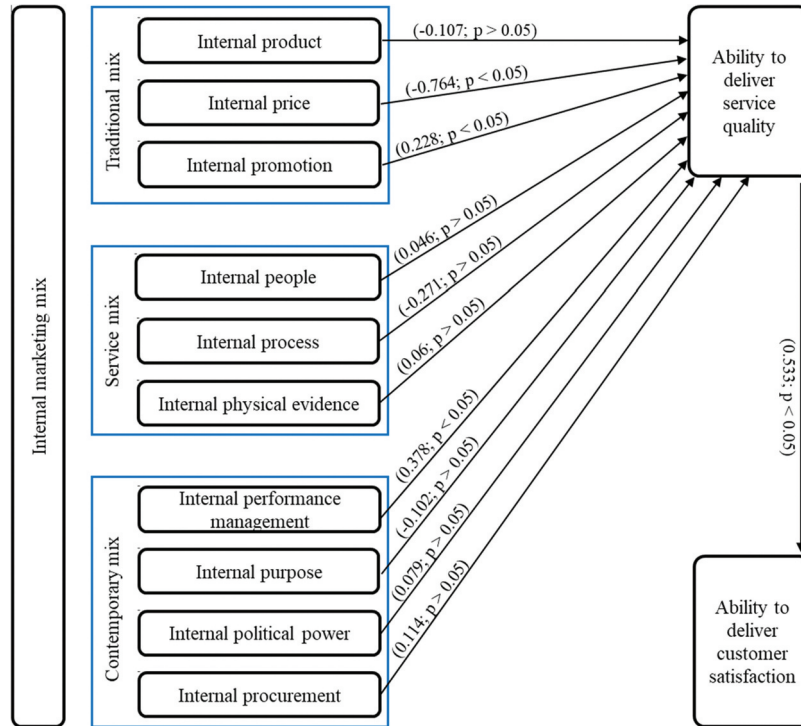 Internal marketing mix
Traditional mix
Internal product
Internal price
Internal promotion
(-0.107; p > 0.05)
(-0.764; p < 0.05)
(0.228; p < 0.05)
Ability to
deliver
service
quality
Service mix
Internal people
Internal process
Internal physical evidence
(0.046; p > 0.05)
(-0.271; p > 0.05)
(0.06; p > 0.05)
(0.533; p < 0.05)
Contemporary mix
Internal performance
management
Internal purpose
Internal political power
Internal procurement
(0.378; p < 0.05)
(-0.102; p > 0.05)
(0.079; p > 0.05)
(0.114; p > 0.05)
Ability to
deliver
customer
satisfaction